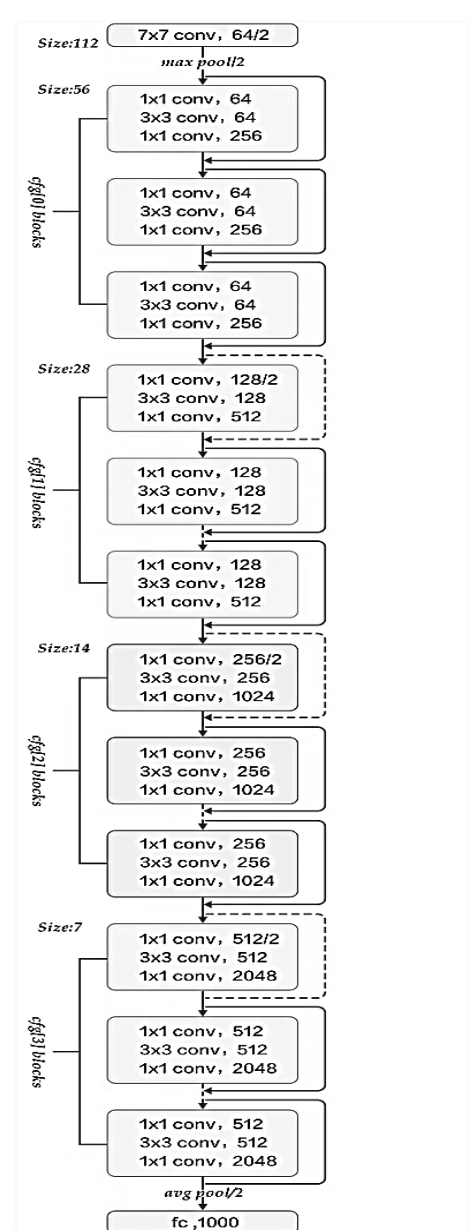 Size:112
7x7 conv, 64/2
max pool/2
Size:56
1x1 conv, 64
3x3 conv, 64
1x1 conv, 256
cfg[0] blocks
1x1 conv, 64
3x3 conv, 64
1x1 conv, 256
1x1 conv, 64
3x3 conv, 64
1x1 conv, 256
Size:28
1x1 conv, 128/2
3x3 conv, 128
1x1 conv, 512
cfg[1] blocks
1x1 conv, 128
3x3 conv, 128
1x1 conv, 512
1x1 conv, 128
3x3 conv, 128
1x1 conv, 512
Size:14
1x1 conv, 256/2
3x3 conv, 256
1x1 conv, 1024
cfg[2] blocks
1x1 conv, 256
3x3 conv, 256
1x1 conv, 1024
1x1 conv, 256
3x3 conv, 256
1x1 conv, 1024
Size:7
1x1 conv, 512/2
3x3 conv, 512
1x1 conv, 2048
cfg[3] blocks
1x1 conv, 512
3x3 conv, 512
1x1 conv, 2048
1x1 conv, 512
3x3 conv, 512
1x1 conv, 2048
avg pool/2
fc ,1000